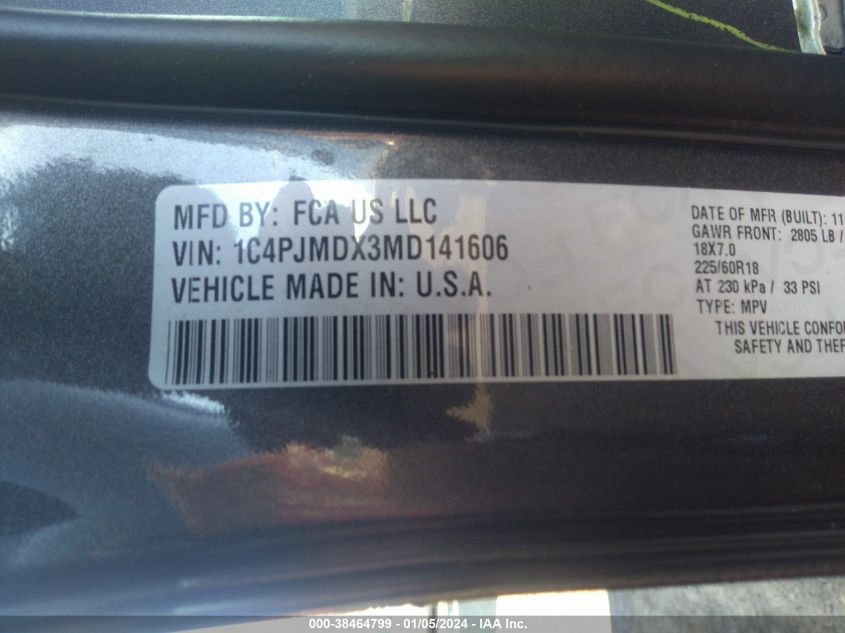 MFD BY: FCA US LLC
VIN: 1C4PJMDX3MD141606
VEHICLE MADE IN: U.S.A.
DATE OF MFR (BUILT): 11
GAWR FRONT: 2805 LB /
18X7.0
225/60R18
AT 230 kPa / 33 PSI
TYPE: MPV
THIS VEHICLE CONFO
SAFETY AND THEF
000-38464799 - 01/05/2024 - IAA Inc.